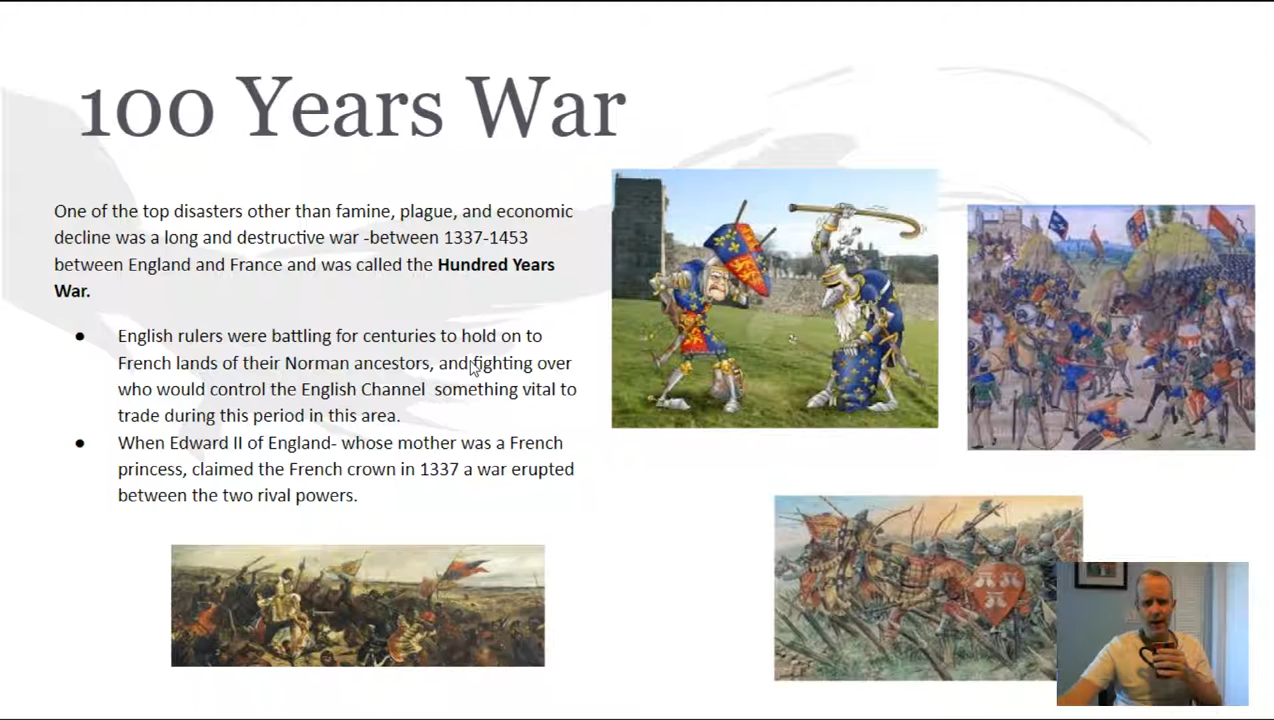 100 Years War
One of the top disasters other than famine, plague, and economic
decline was a long and destructive war -between 1337-1453
between England and France and was called the Hundred Years
War.
● English rulers were battling for centuries to hold on to
French lands of their Norman ancestors, and fighting over
who would control the English Channel something vital to
trade during this period in this area.
● When Edward II of England- whose mother was a French
princess, claimed the French crown in 1337 a war erupted
between the two rival powers.